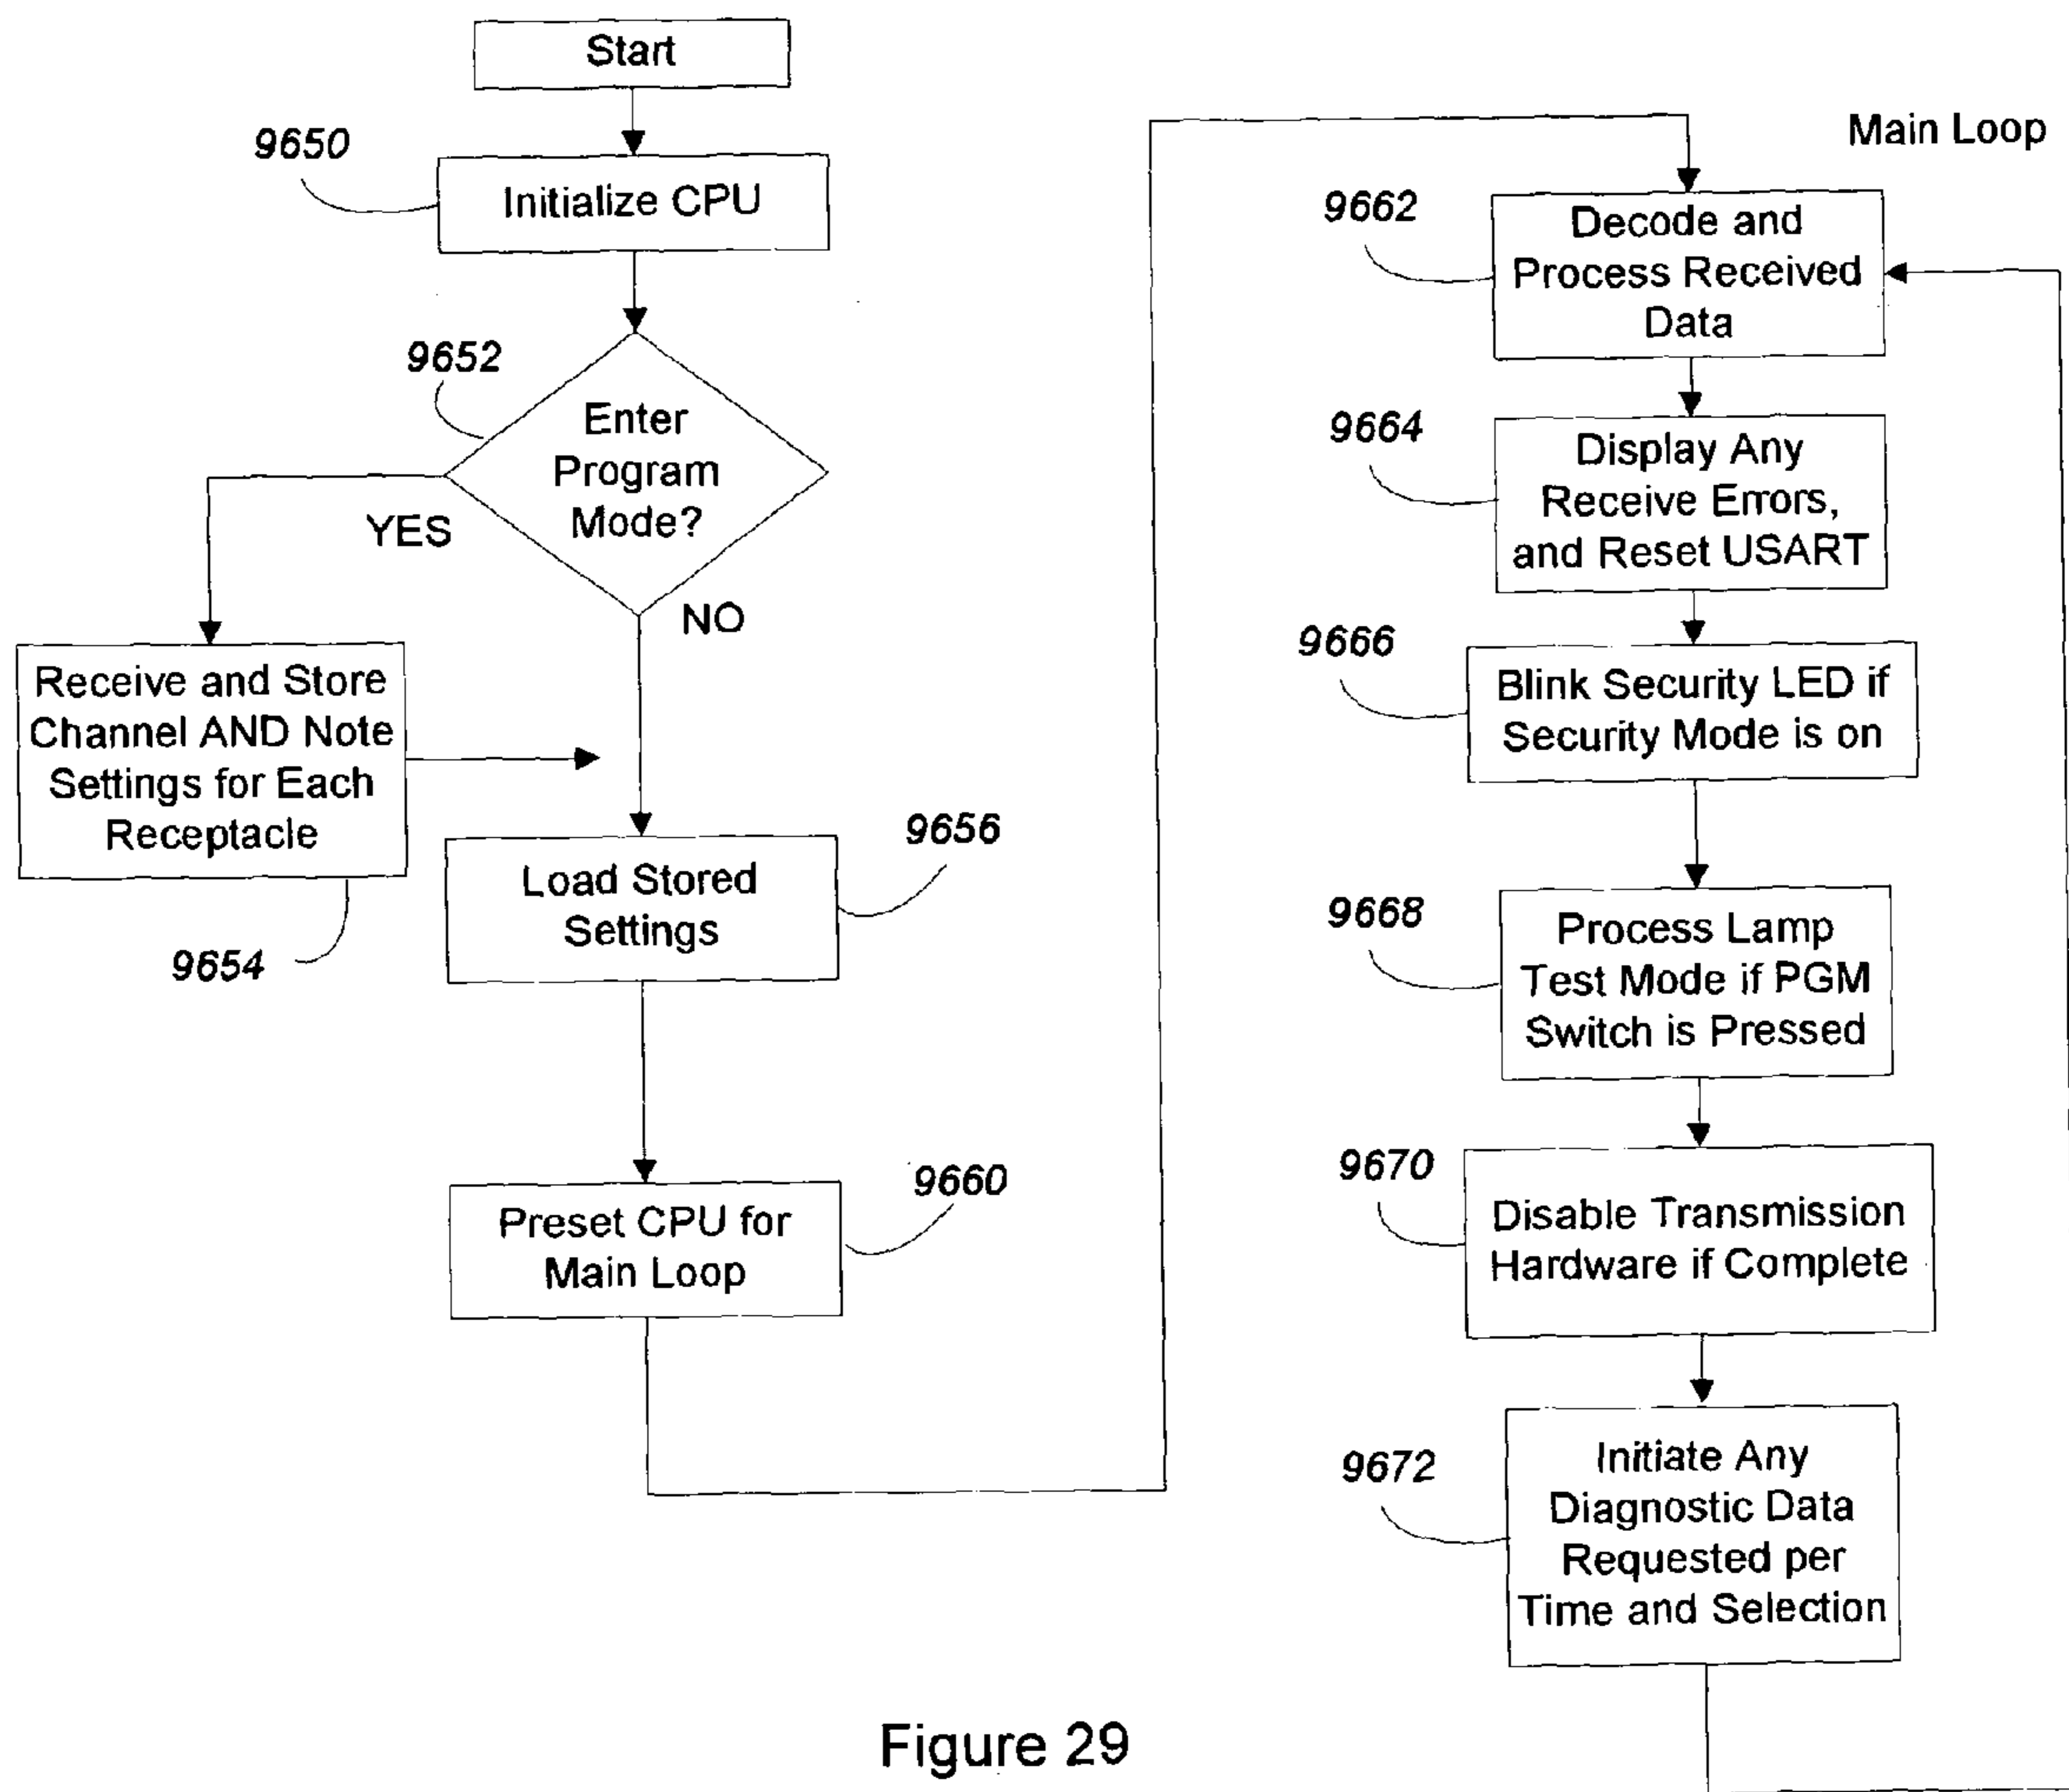 Start
9650
Initialize CPU
9652
Enter
Program
Mode?
YES
NO
Receive and Store
Channel AND Note
Settings for Each
Receptacle
9654
9656
Load Stored
Settings
9660
Preset CPU for
Main Loop
Main Loop
9662
Decode and
Process Received
Data
9664
Display Any
Receive Errors,
and Reset USART
9666
Blink Security LED if
Security Mode is on
9668
Process Lamp
Test Mode if PGM
Switch is Pressed
9670
Disable Transmission
Hardware if Complete
9672
Initiate Any
Diagnostic Data
Requested per
Time and Selection
Figure 29